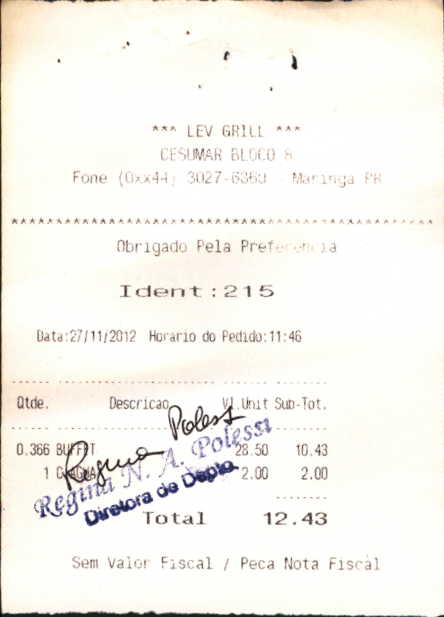 *** LEV GRILL ***
CESUMAR BLOCO 8
Fone (0xx44) 3027-6360 - Maringa PR
Obrigado Pela Preferencia
Ident:215
Data:27/11/2012 Horario do Pedido:11:46
Qtde. Descricao Vl.Unit Sub-Tot.
0.366 BUFFET 28.50 10.43
1 AGUA 2.00 2.00
Regina Polessi
Regina N. A. Polessi
Diretora de Depto.
Total 12.43
Sem Valor Fiscal / Peca Nota Fiscal